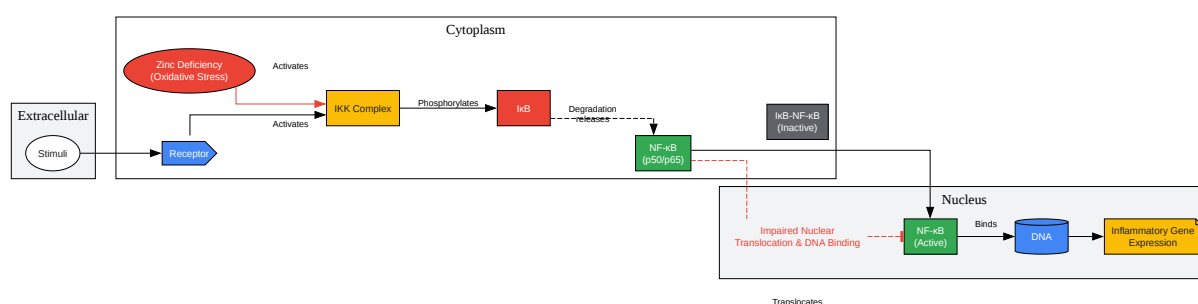 Cytoplasm
Zinc Deficiency
(Oxidative Stress)
Activates
IKK Complex
Phosphorylates
IκB
Degradation
releases
IκB-NF-κB
(Inactive)
Extracellular
Stimuli
Activates
Receptor
NF-κB
(p50/p65)
Nucleus
Impaired Nuclear
Translocation & DNA Binding
NF-κB
(Active)
Binds
DNA
Inflammatory Gene
Expression
Translocates